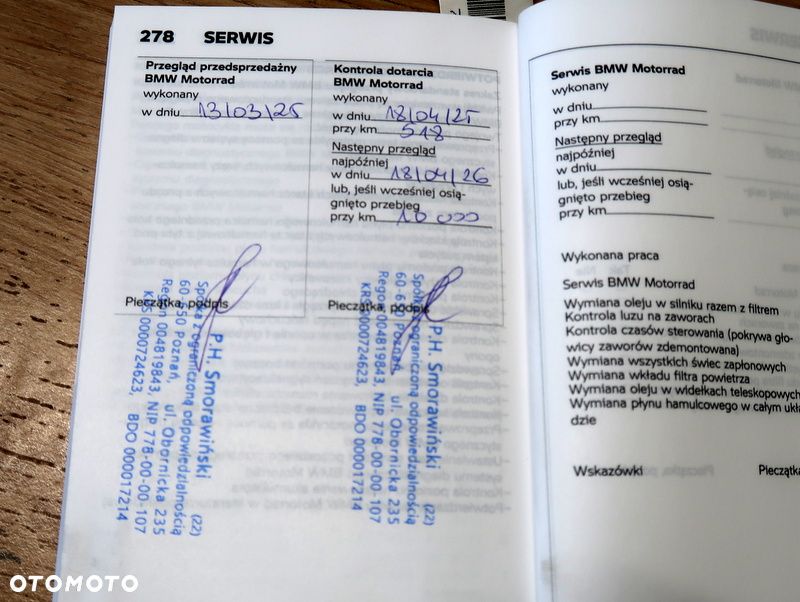 278 SERWIS
Przegląd przedsprzedażny
BMW Motorrad
wykonany
w dniu 13/03/25
Pieczątka, podpis
P.H. Smorawiński
Spółka z ograniczoną odpowiedzialnością (22)
60-650 Poznań, ul. Obornicka 235
Regon 004819843, NIP 778-00-00-107
KRS 0000724623, BDO 000017214
Kontrola dotarcia
BMW Motorrad
wykonany
w dniu 18/04/25
przy km 518
Następny przegląd
najpóźniej
w dniu 18/04/26
lub, jeśli wcześniej osią-
gnięto przebieg
przy km 10 000
Pieczątka, podpis
P.H. Smorawiński
Spółka z ograniczoną odpowiedzialnością (22)
60-650 Poznań, ul. Obornicka 235
Regon 004819843, NIP 778-00-00-107
KRS 0000724623, BDO 000017214
Serwis BMW Motorrad
wykonany
w dniu
przy km
Następny przegląd
najpóźniej
w dniu
lub, jeśli wcześniej osią-
gnięto przebieg
przy km
Wykonana praca
Serwis BMW Motorrad
Wymiana oleju w silniku razem z filtrem
Kontrola luzu na zaworach
Kontrola czasów sterowania (pokrywa gło-
wicy zaworów zdemontowana)
Wymiana wszystkich świec zapłonowych
Wymiana wkładu filtra powietrza
Wymiana oleju w widełkach teleskopowych
Wymiana płynu hamulcowego w całym ukła
dzie
Wskazówki Pieczątk
OTOMOTO